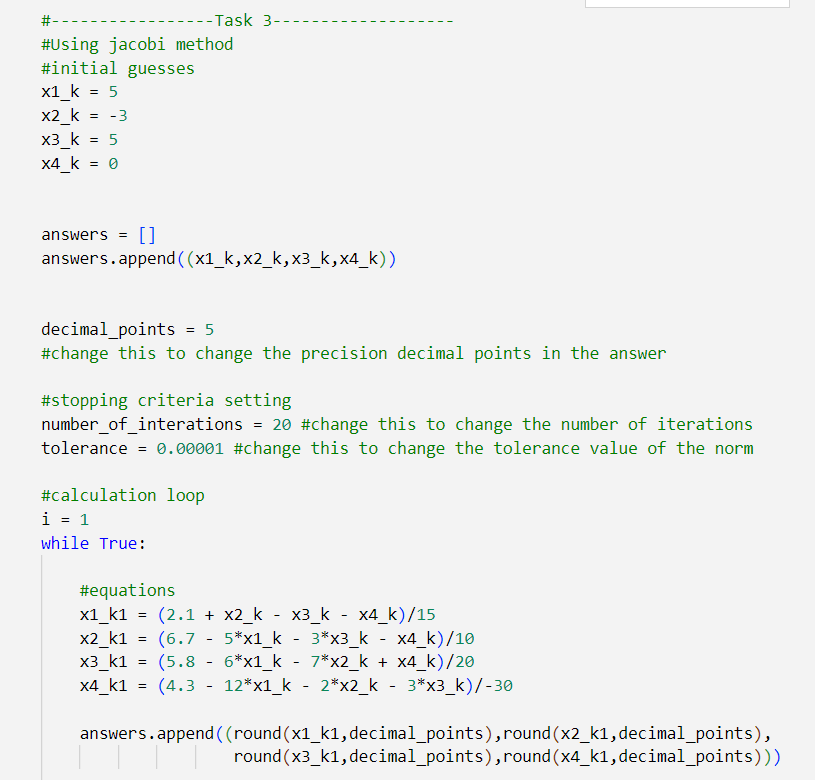 #-----------------Task 3-------------------
#Using jacobi method
#initial guesses
x1_k = 5
x2_k = -3
x3_k = 5
x4_k = 0
answers = []
answers.append((x1_k,x2_k,x3_k,x4_k))
decimal_points = 5
#change this to change the precision decimal points in the answer
#stopping criteria setting
number_of_interations = 20 #change this to change the number of iterations
tolerance = 0.00001 #change this to change the tolerance value of the norm
#calculation loop
i = 1
while True:
    #equations
    x1_k1 = (2.1 + x2_k - x3_k - x4_k)/15
    x2_k1 = (6.7 - 5*x1_k - 3*x3_k - x4_k)/10
    x3_k1 = (5.8 - 6*x1_k - 7*x2_k + x4_k)/20
    x4_k1 = (4.3 - 12*x1_k - 2*x2_k - 3*x3_k)/-30
    answers.append((round(x1_k1,decimal_points),round(x2_k1,decimal_points),
                    round(x3_k1,decimal_points),round(x4_k1,decimal_points)))